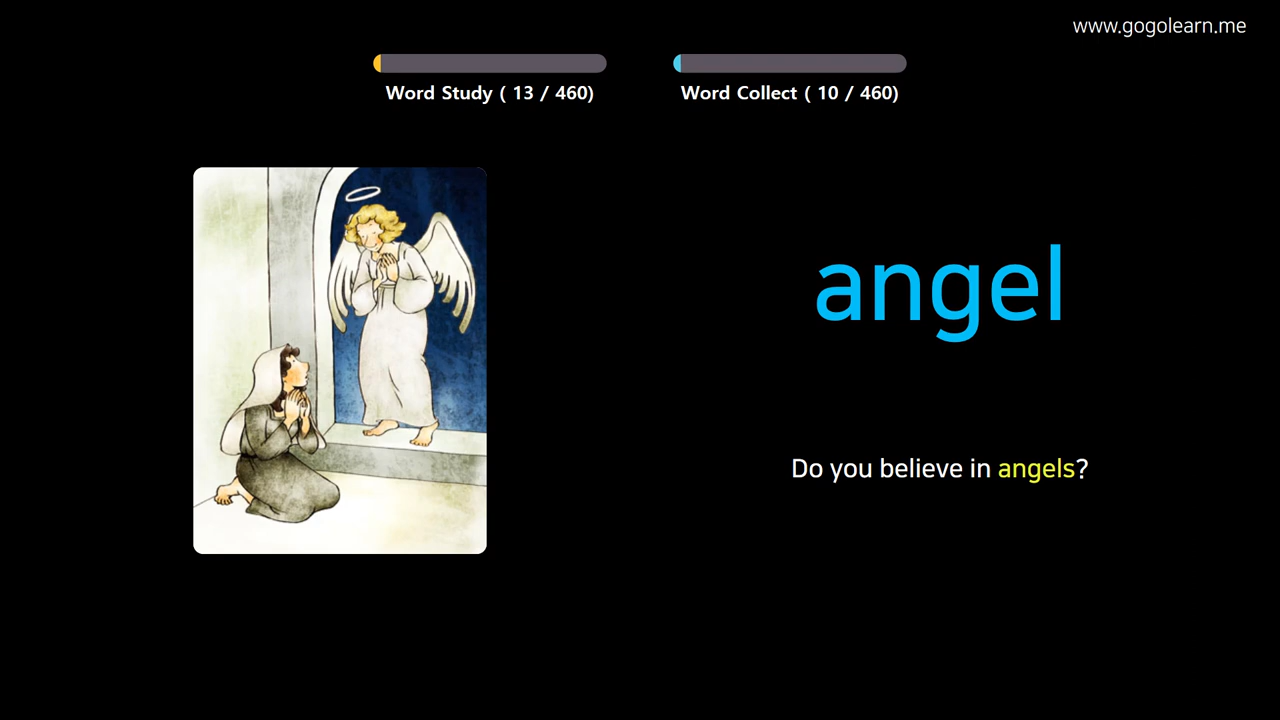 www.gogolearn.me
Word Study ( 13 / 460)
Word Collect ( 10 / 460)
angel
Do you believe in angels?